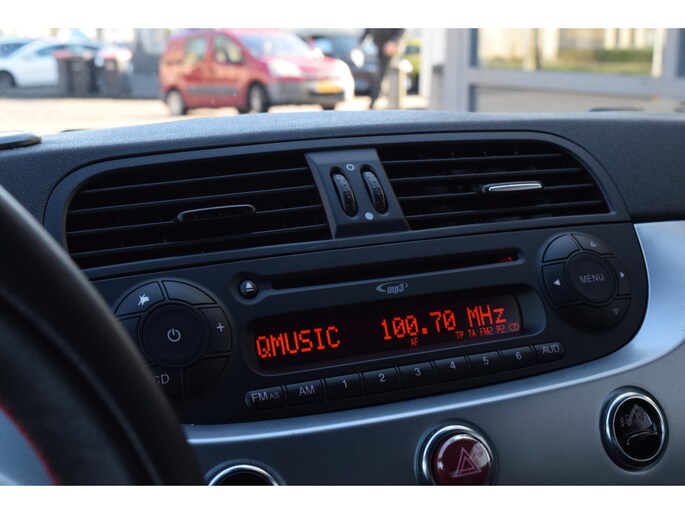 mp3
MENU
QMUSIC 100.70 MHz
AF TP TA FM2.P2 CD
CD
FM AS AM 1 2 3 4 5 6 AUD